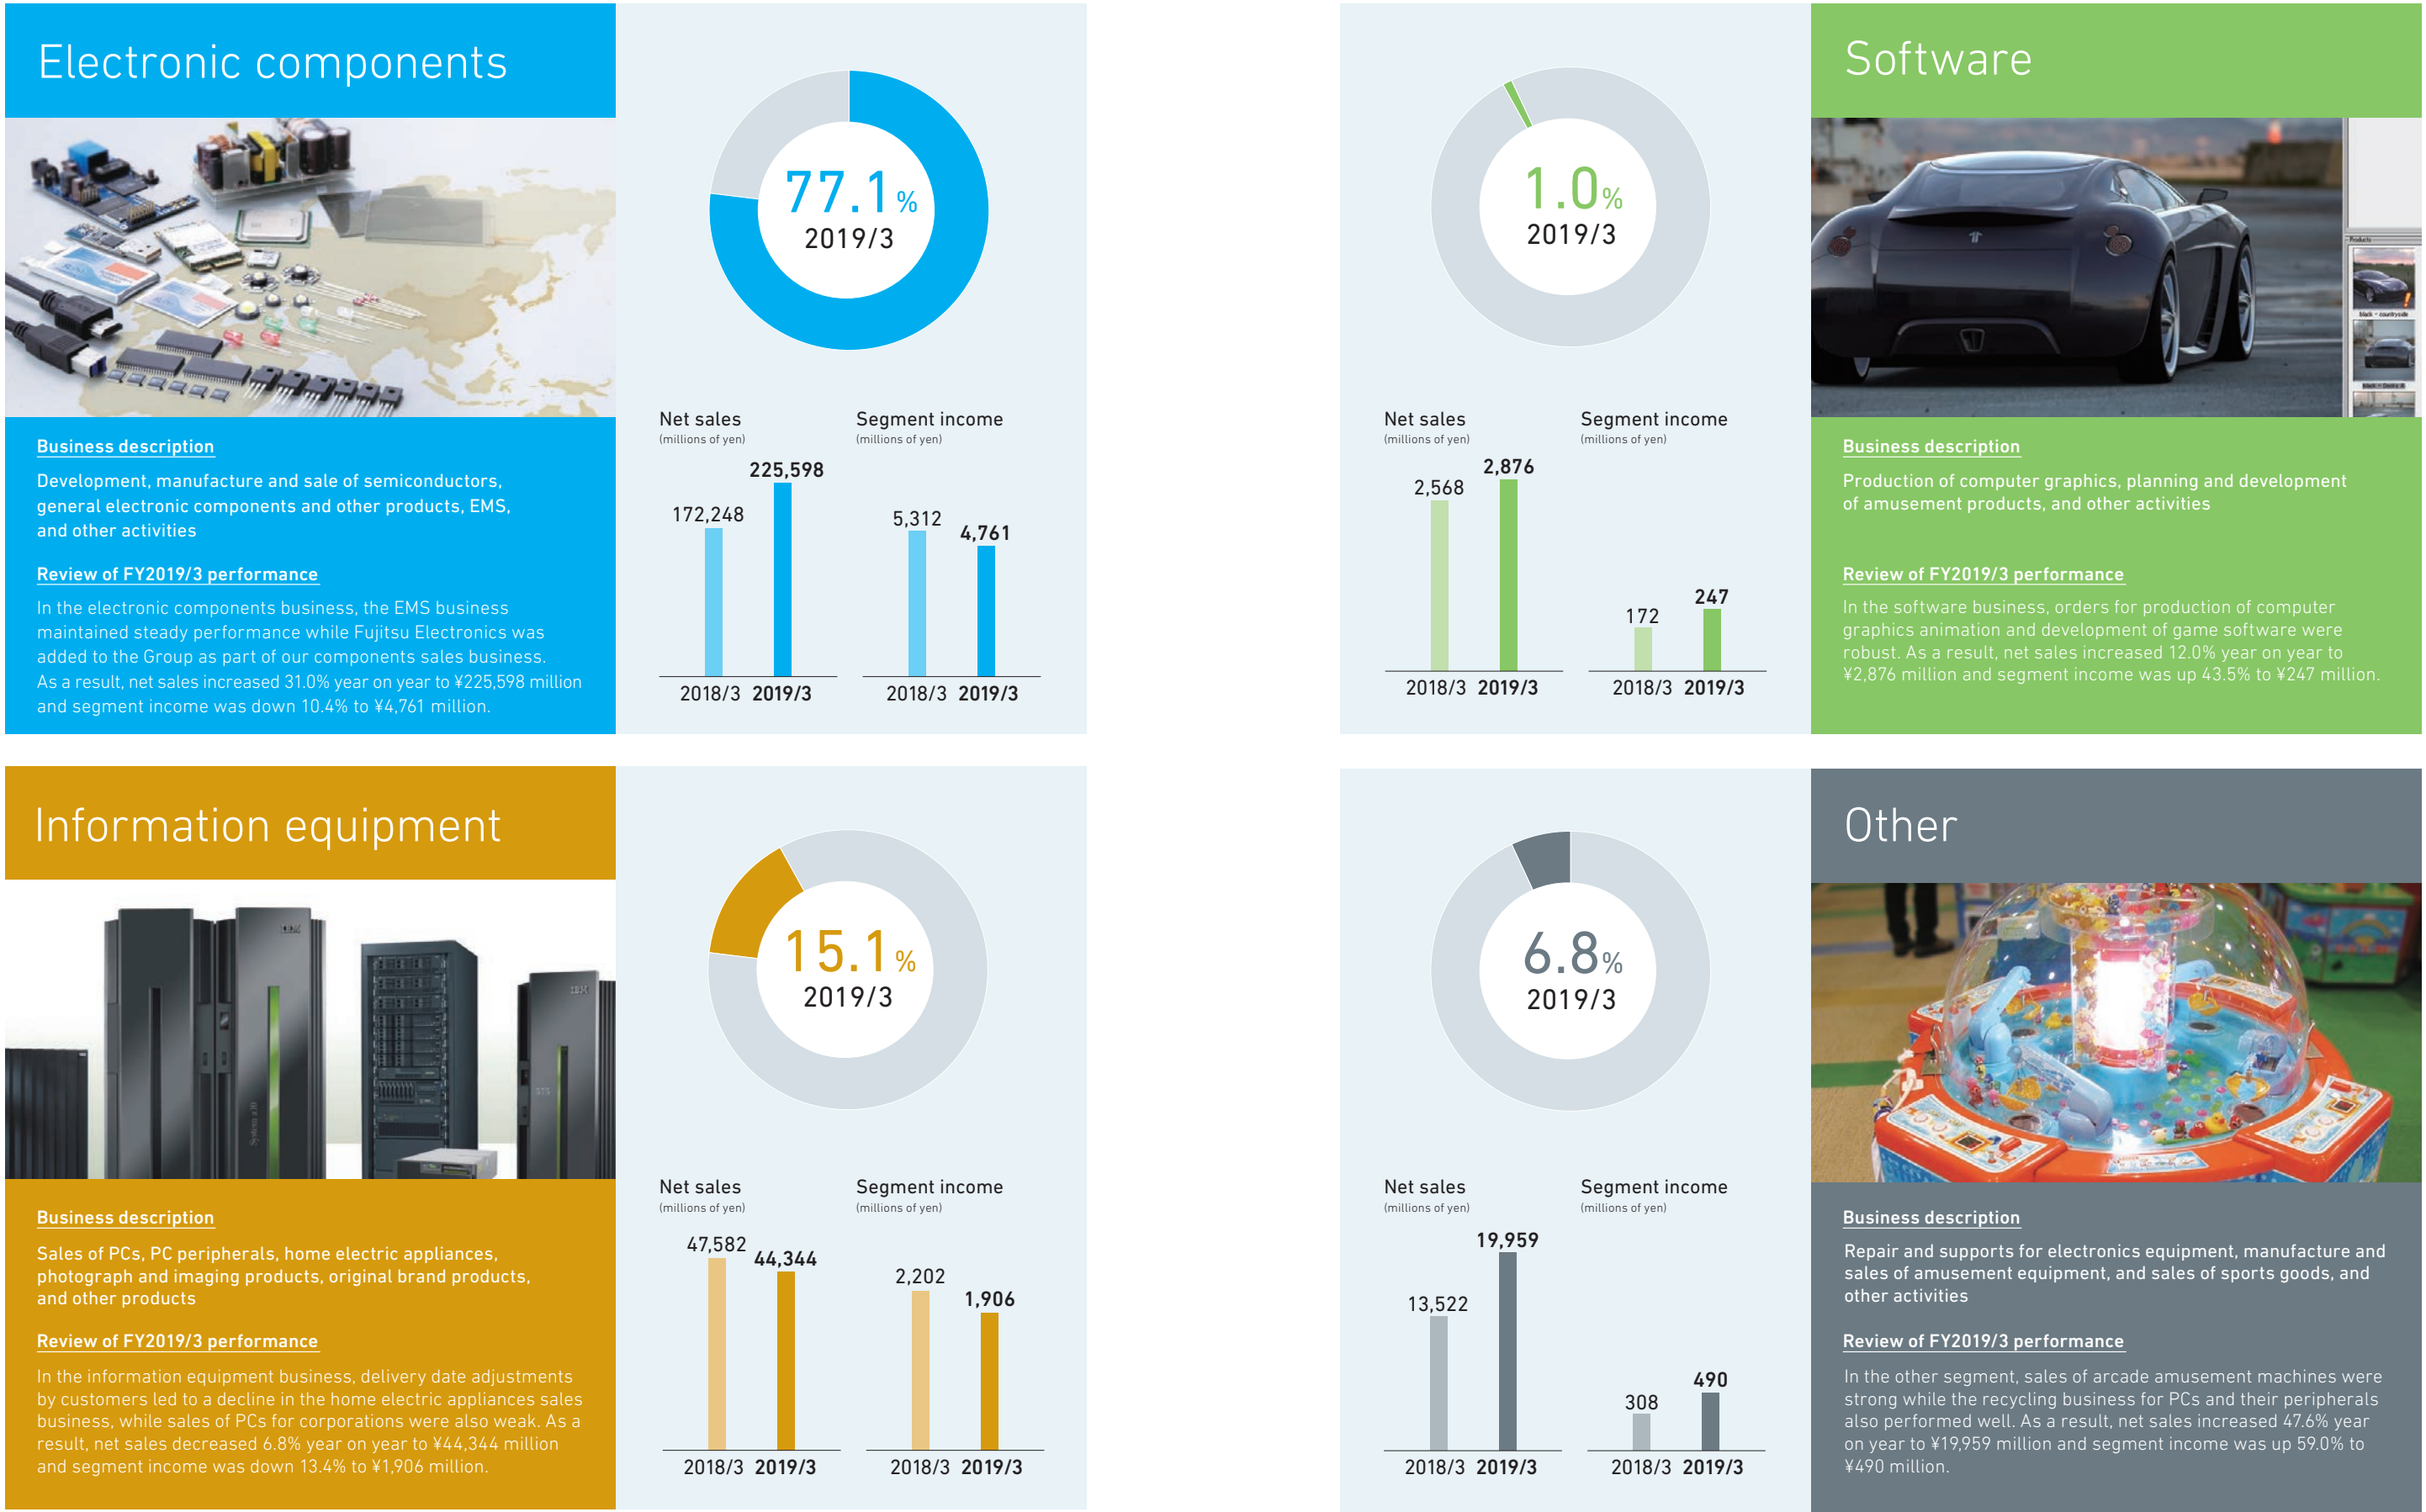 Electronic components
77.1%
2019/3
Business description
Development, manufacture and sale of semiconductors,
general electronic components and other products, EMS,
and other activities
Review of FY2019/3 performance
In the electronic components business, the EMS business
maintained steady performance while Fujitsu Electronics was
added to the Group as part of our components sales business.
As a result, net sales increased 31.0% year on year to ¥225,598 million
and segment income was down 10.4% to ¥4,761 million.
Net sales
(millions of yen)
172,248
225,598
2018/3 2019/3
Segment income
(millions of yen)
5,312
4,761
2018/3 2019/3
Software
1.0%
2019/3
Products
black - countryside
Net sales
(millions of yen)
2,568
2,876
2018/3 2019/3
Segment income
(millions of yen)
172
247
2018/3 2019/3
Business description
Production of computer graphics, planning and development
of amusement products, and other activities
Review of FY2019/3 performance
In the software business, orders for production of computer
graphics animation and development of game software were
robust. As a result, net sales increased 12.0% year on year to
¥2,876 million and segment income was up 43.5% to ¥247 million.
Information equipment
IBM
IBM
System z10
575
15.1%
2019/3
Business description
Sales of PCs, PC peripherals, home electric appliances,
photograph and imaging products, original brand products,
and other products
Review of FY2019/3 performance
In the information equipment business, delivery date adjustments
by customers led to a decline in the home electric appliances sales
business, while sales of PCs for corporations were also weak. As a
result, net sales decreased 6.8% year on year to ¥44,344 million
and segment income was down 13.4% to ¥1,906 million.
Net sales
(millions of yen)
47,582
44,344
2018/3 2019/3
Segment income
(millions of yen)
2,202
1,906
2018/3 2019/3
Other
6.8%
2019/3
Net sales
(millions of yen)
13,522
19,959
2018/3 2019/3
Segment income
(millions of yen)
308
490
2018/3 2019/3
Business description
Repair and supports for electronics equipment, manufacture and
sales of amusement equipment, and sales of sports goods, and
other activities
Review of FY2019/3 performance
In the other segment, sales of arcade amusement machines were
strong while the recycling business for PCs and their peripherals
also performed well. As a result, net sales increased 47.6% year
on year to ¥19,959 million and segment income was up 59.0% to
¥490 million.